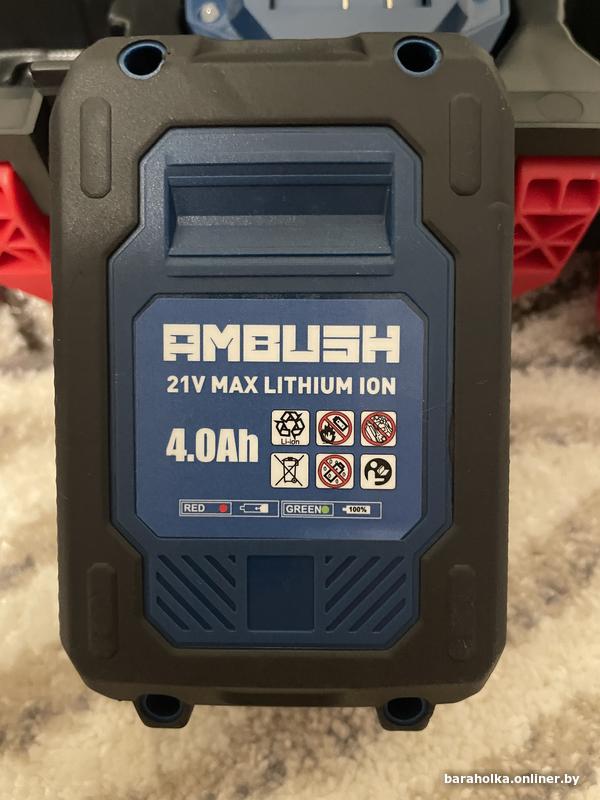 AMBUSH
21V MAX LITHIUM ION
4.0Ah
Li-ion
RED
GREEN
100%
baraholka.onliner.by